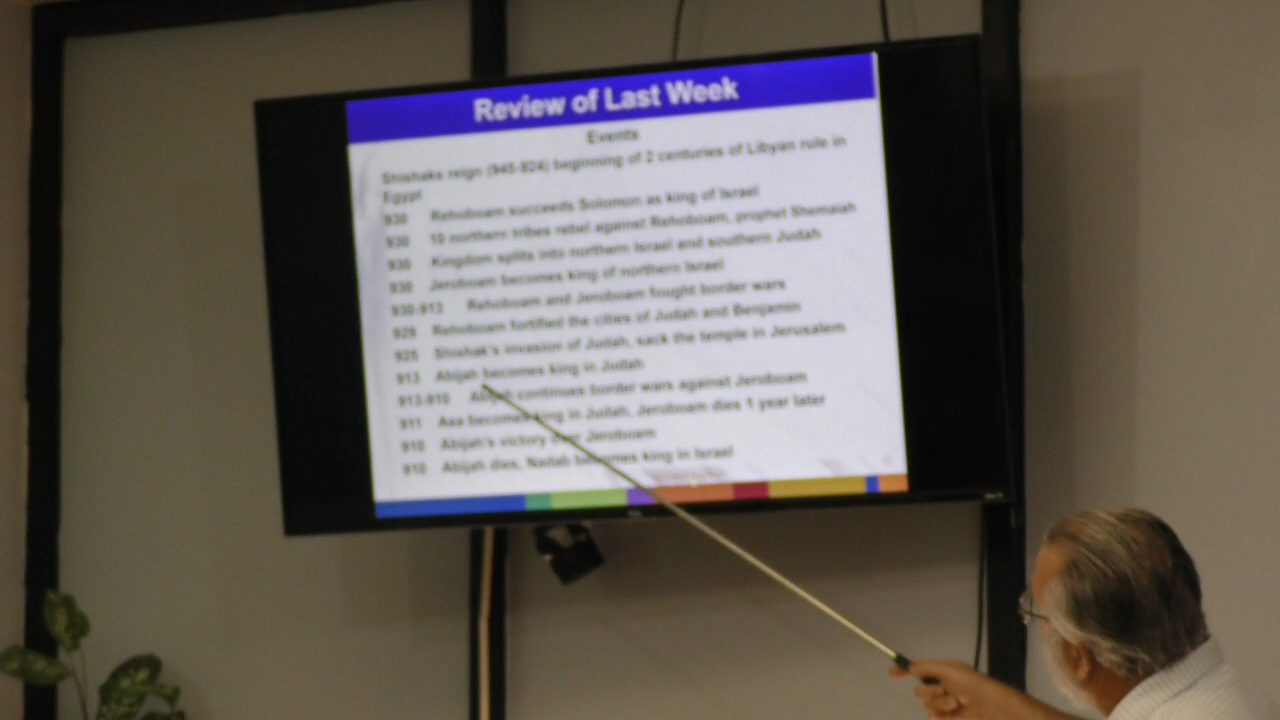 Review of Last Week
Events
Shishaks reign (945-924) beginning of 2 centuries of Libyan rule in
Egypt
930 Rehoboam succeeds Solomon as king of Israel
930 10 northern tribes rebel against Rehoboam, prophet Shemaiah
930 Kingdom splits into northern Israel and southern Judah
930 Jeroboam becomes king of northern Israel
930-913 Rehoboam and Jeroboam fought border wars
929 Rehoboam fortified the cities of Judah and Benjamin
925 Shishak's invasion of Judah, sack the temple in Jerusalem
913 Abijah becomes king in Judah
913-910 Abijah continues border wars against Jeroboam
911 Asa becomes king in Judah, Jeroboam dies 1 year later
910 Abijah's victory over Jeroboam
910 Abijah dies, Nadab becomes king in Israel